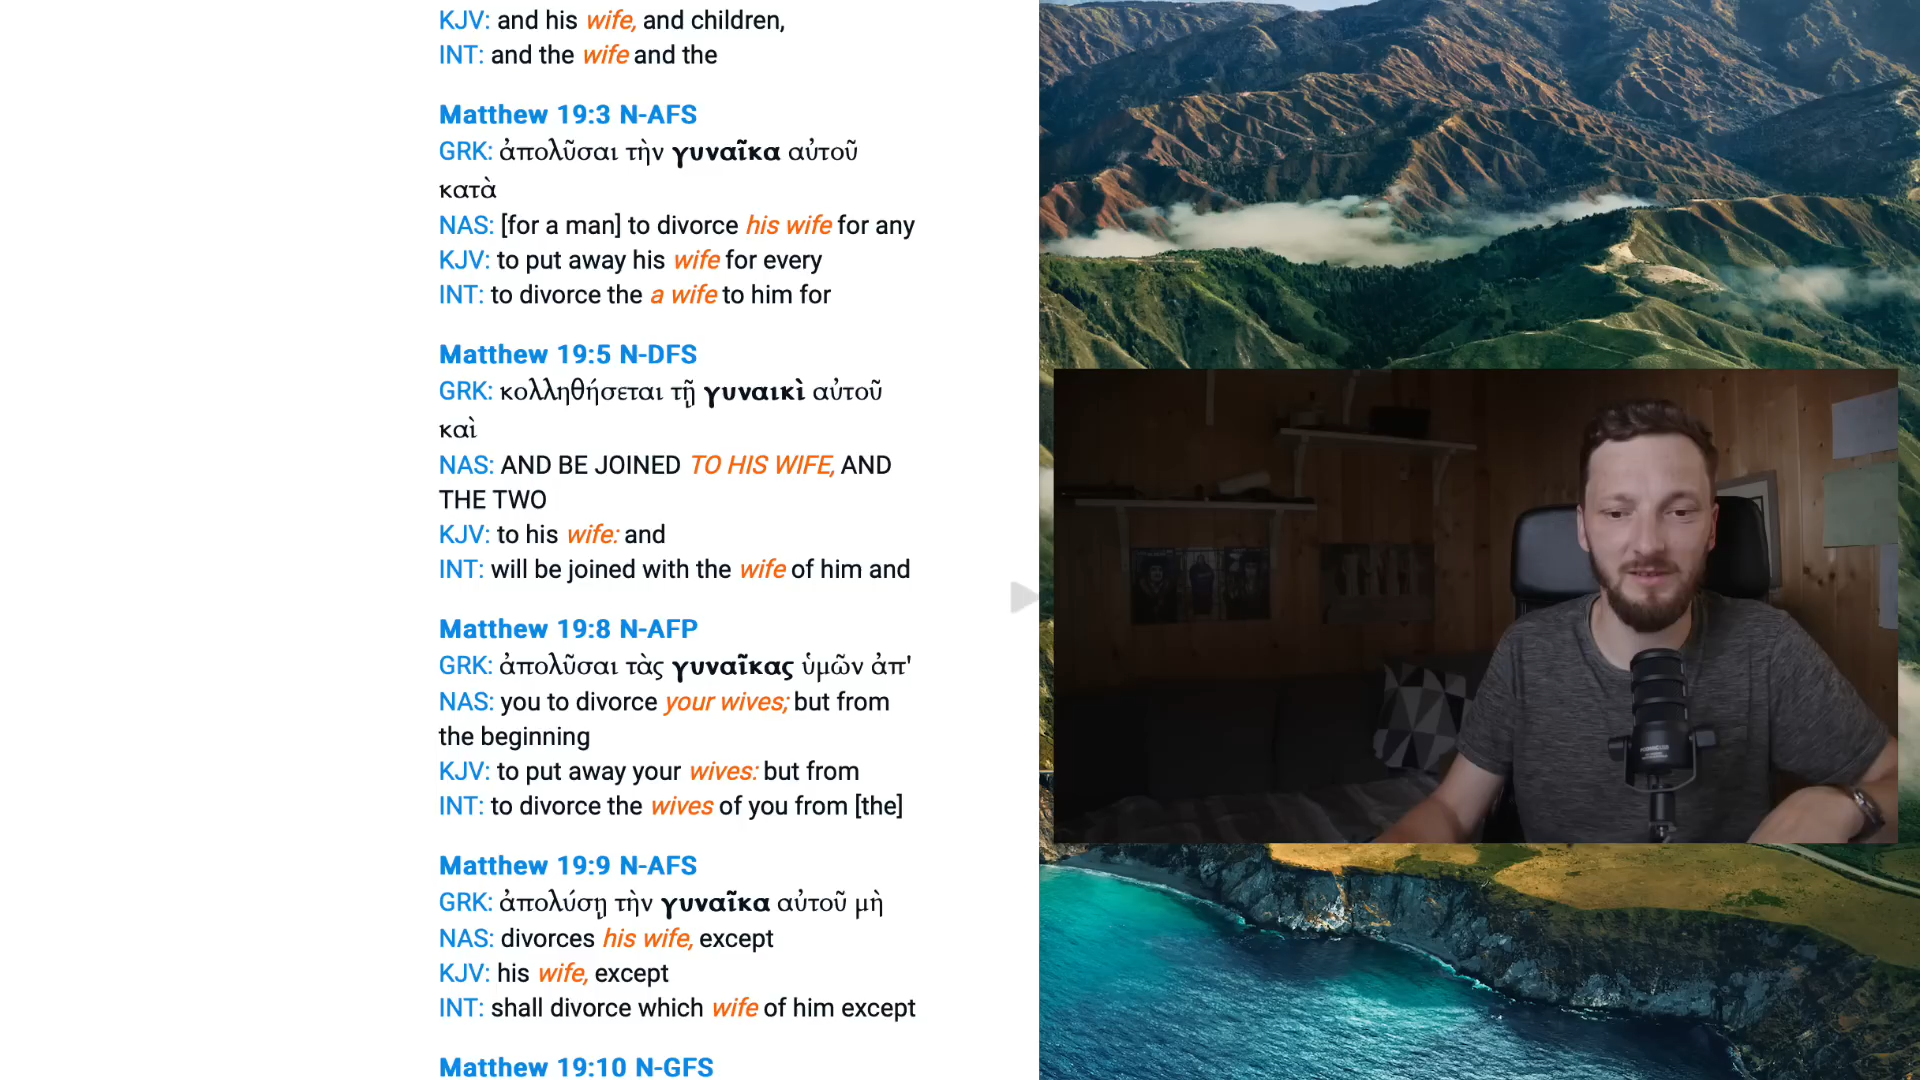 KJV: and his wife, and children,
INT: and the wife and the
Matthew 19:3 N-AFS
GRK: ἀπολῦσαι τὴν γυναῖκα αὐτοῦ
κατὰ
NAS: [for a man] to divorce his wife for any
KJV: to put away his wife for every
INT: to divorce the a wife to him for
Matthew 19:5 N-DFS
GRK: κολληθήσεται τῇ γυναικὶ αὐτοῦ
καὶ
NAS: AND BE JOINED TO HIS WIFE, AND
THE TWO
KJV: to his wife: and
INT: will be joined with the wife of him and
Matthew 19:8 N-AFP
GRK: ἀπολῦσαι τὰς γυναῖκας ὑμῶν ἀπ'
NAS: you to divorce your wives; but from
the beginning
KJV: to put away your wives: but from
INT: to divorce the wives of you from [the]
Matthew 19:9 N-AFS
GRK: ἀπολύσῃ τὴν γυναῖκα αὐτοῦ μὴ
NAS: divorces his wife, except
KJV: his wife, except
INT: shall divorce which wife of him except
Matthew 19:10 N-GFS